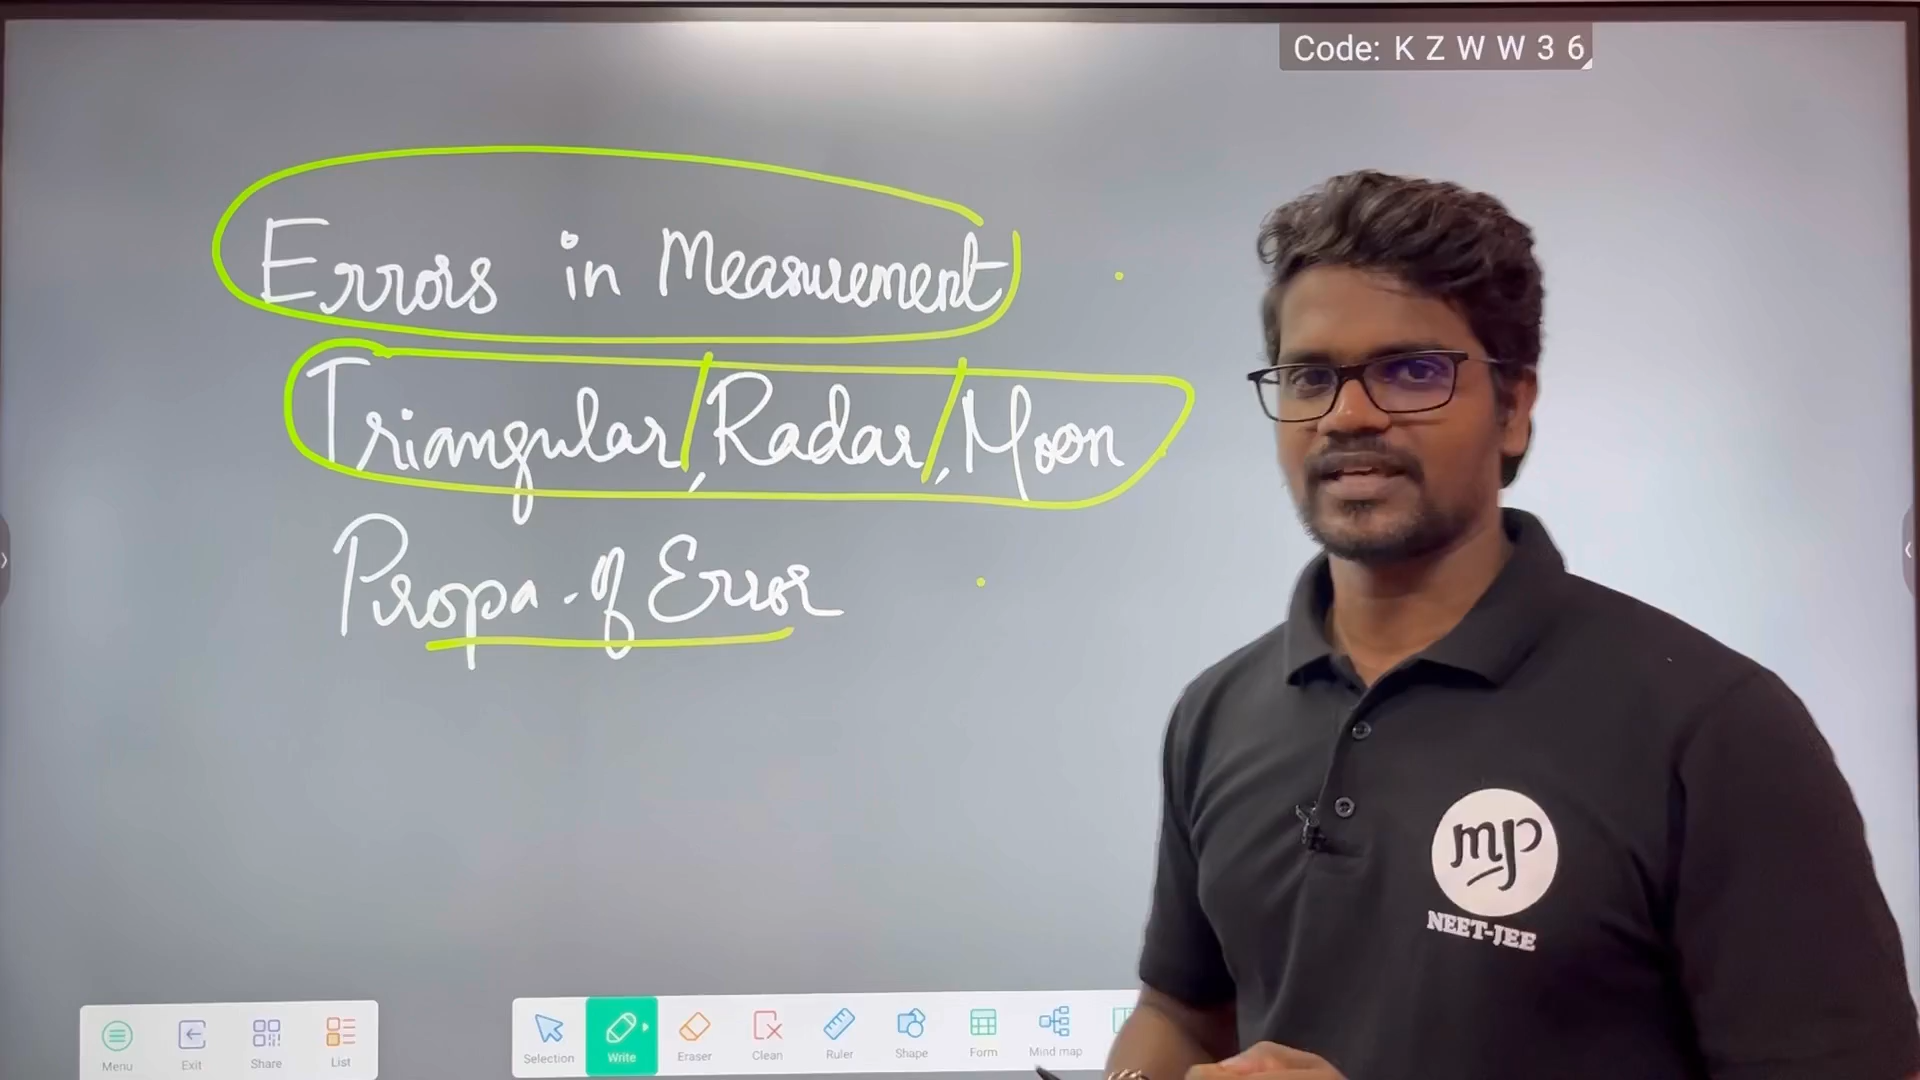 Code: K Z W W 3 6
Errors in Measurement
Triangular, Radar, Moon
Propa. of Error
mp
NEET-JEE
Menu
Exit
Share
List
Selection
Write
Eraser
Clean
Ruler
Shape
Form
Mind map